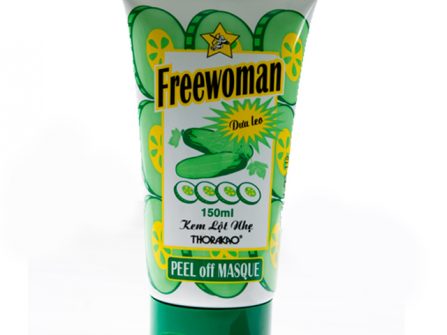 Freewoman
Dưa leo
150ml
Kem Lột Nhẹ
THORAKAO®
PEEL off MASQUE